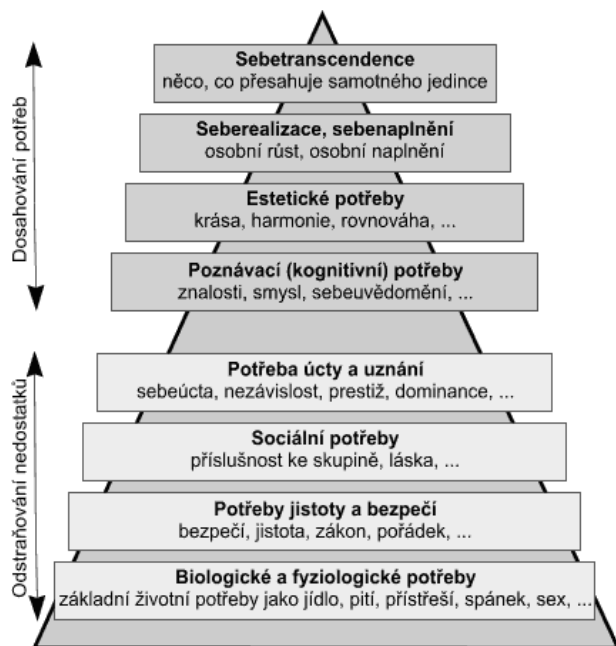 Sebetranscendence
něco, co přesahuje samotného jedince
Seberealizace, sebenaplnění
osobní růst, osobní naplnění
Estetické potřeby
krása, harmonie, rovnováha, ...
Poznávací (kognitivní) potřeby
znalosti, smysl, sebeuvědomění, ...
Dosahování potřeb
Potřeba úcty a uznání
sebeúcta, nezávislost, prestiž, dominance, ...
Sociální potřeby
příslušnost ke skupině, láska, ...
Potřeby jistoty a bezpečí
bezpečí, jistota, zákon, pořádek, ...
Biologické a fyziologické potřeby
základní životní potřeby jako jídlo, pití, přístřeší, spánek, sex, ...
Odstraňování nedostatků